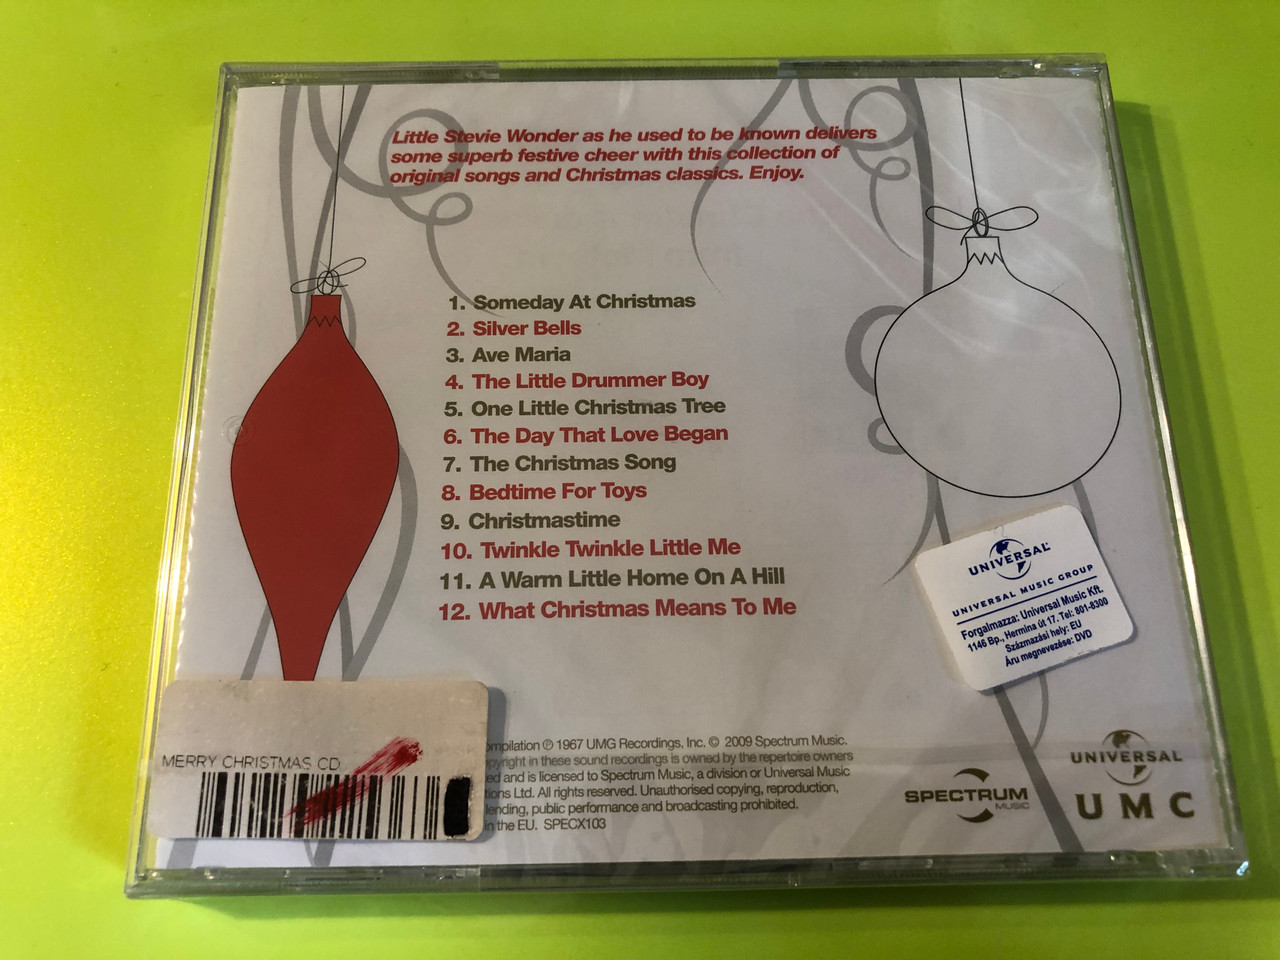 Little Stevie Wonder as he used to be known delivers
some superb festive cheer with this collection of
original songs and Christmas classics. Enjoy.
1. Someday At Christmas
2. Silver Bells
3. Ave Maria
4. The Little Drummer Boy
5. One Little Christmas Tree
6. The Day That Love Began
7. The Christmas Song
8. Bedtime For Toys
9. Christmastime
10. Twinkle Twinkle Little Me
11. A Warm Little Home On A Hill
12. What Christmas Means To Me
UNIVERSAL
UNIVERSAL MUSIC GROUP
Forgalmazza: Universal Music Kft.
1146 Bp., Hermina út 17. Tel: 801-8300
Származási hely: EU
Áru megnevezése: DVD
MERRY CHRISTMAS CD
ompilation ℗ 1967 UMG Recordings, Inc. © 2009 Spectrum Music.
opyright in these sound recordings is owned by the repertoire owners
ed and is licensed to Spectrum Music, a division or Universal Music
tions Ltd. All rights reserved. Unauthorised copying, reproduction,
lending, public performance and broadcasting prohibited.
in the EU. SPECX103
SPECTRUM
MUSIC
UNIVERSAL
UMC